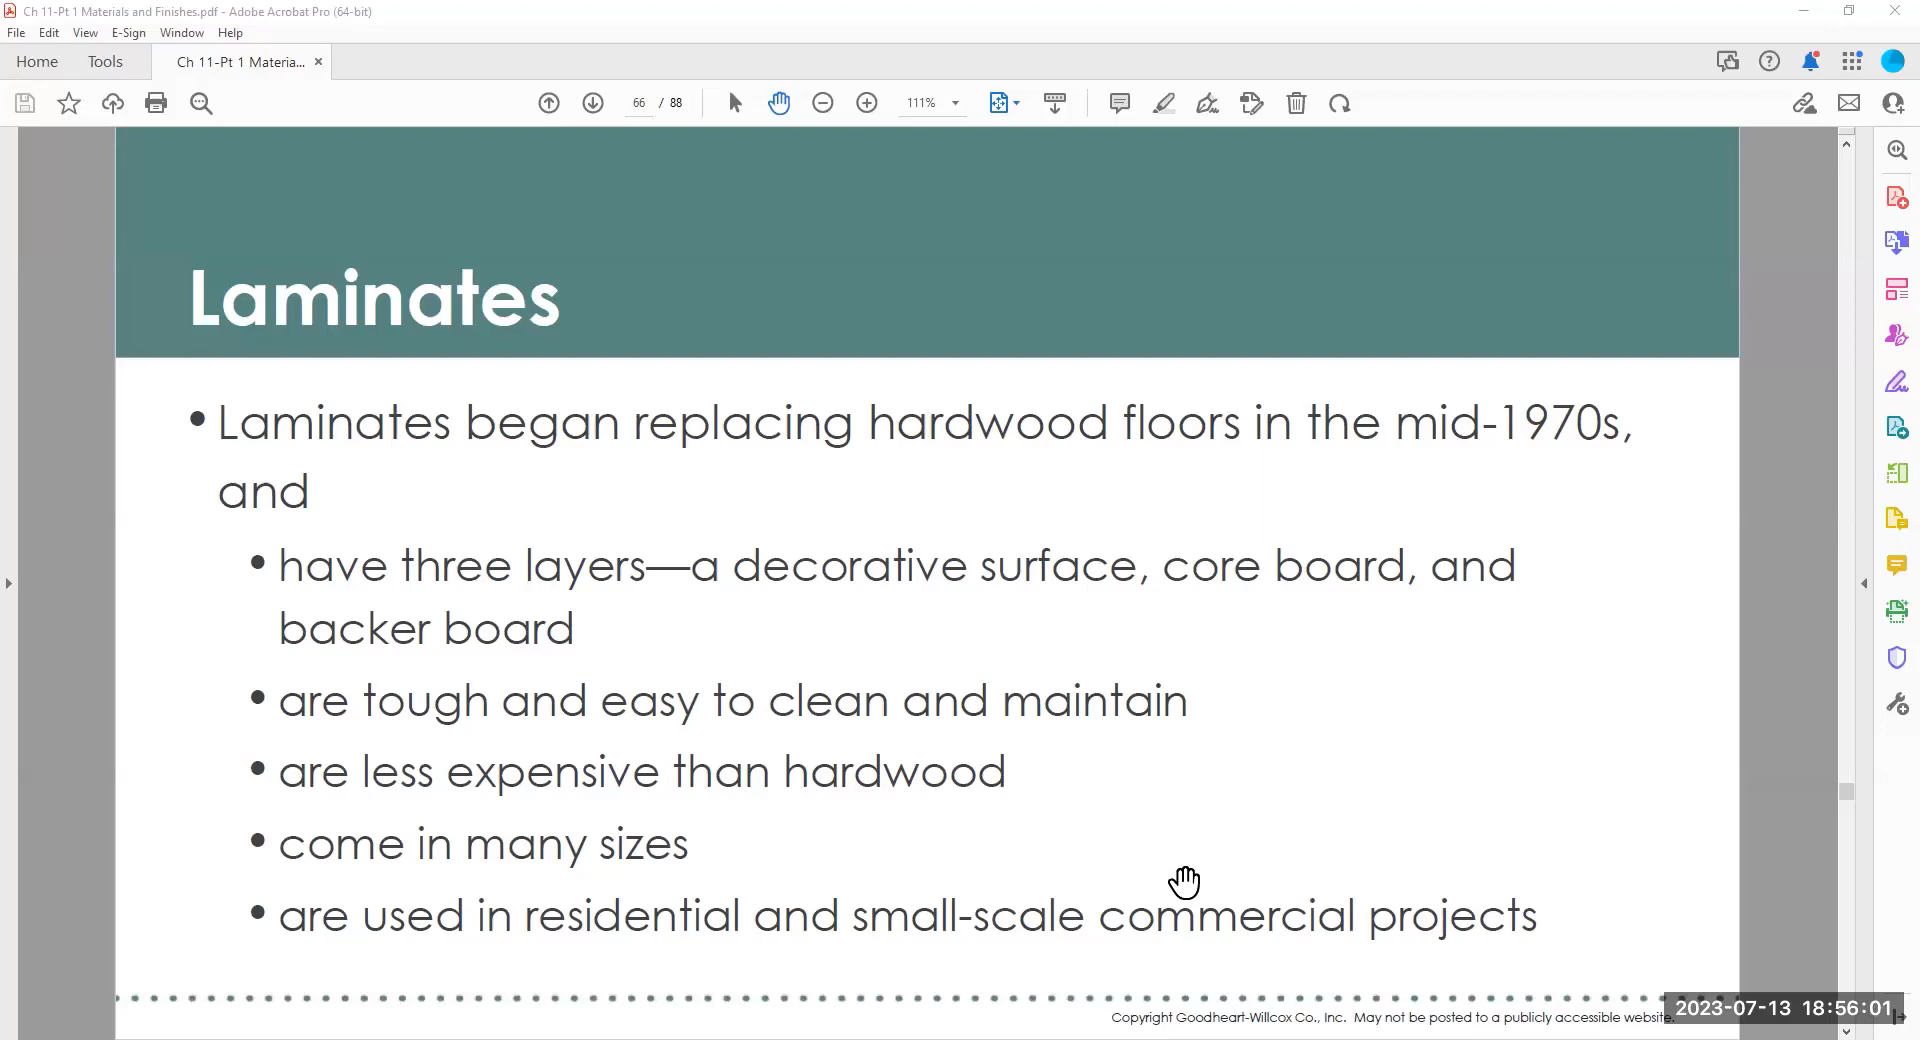 Ch 11-Pt 1 Materials and Finishes.pdf - Adobe Acrobat Pro (64-bit)
File Edit View E-Sign Window Help
Home Tools Ch 11-Pt 1 Materia... ×
66 / 88 111%
Laminates
• Laminates began replacing hardwood floors in the mid-1970s,
and
• have three layers—a decorative surface, core board, and
backer board
• are tough and easy to clean and maintain
• are less expensive than hardwood
• come in many sizes
• are used in residential and small-scale commercial projects
Copyright Goodheart-Willcox Co., Inc. May not be posted to a publicly accessible website.
2023-07-13 18:56:01